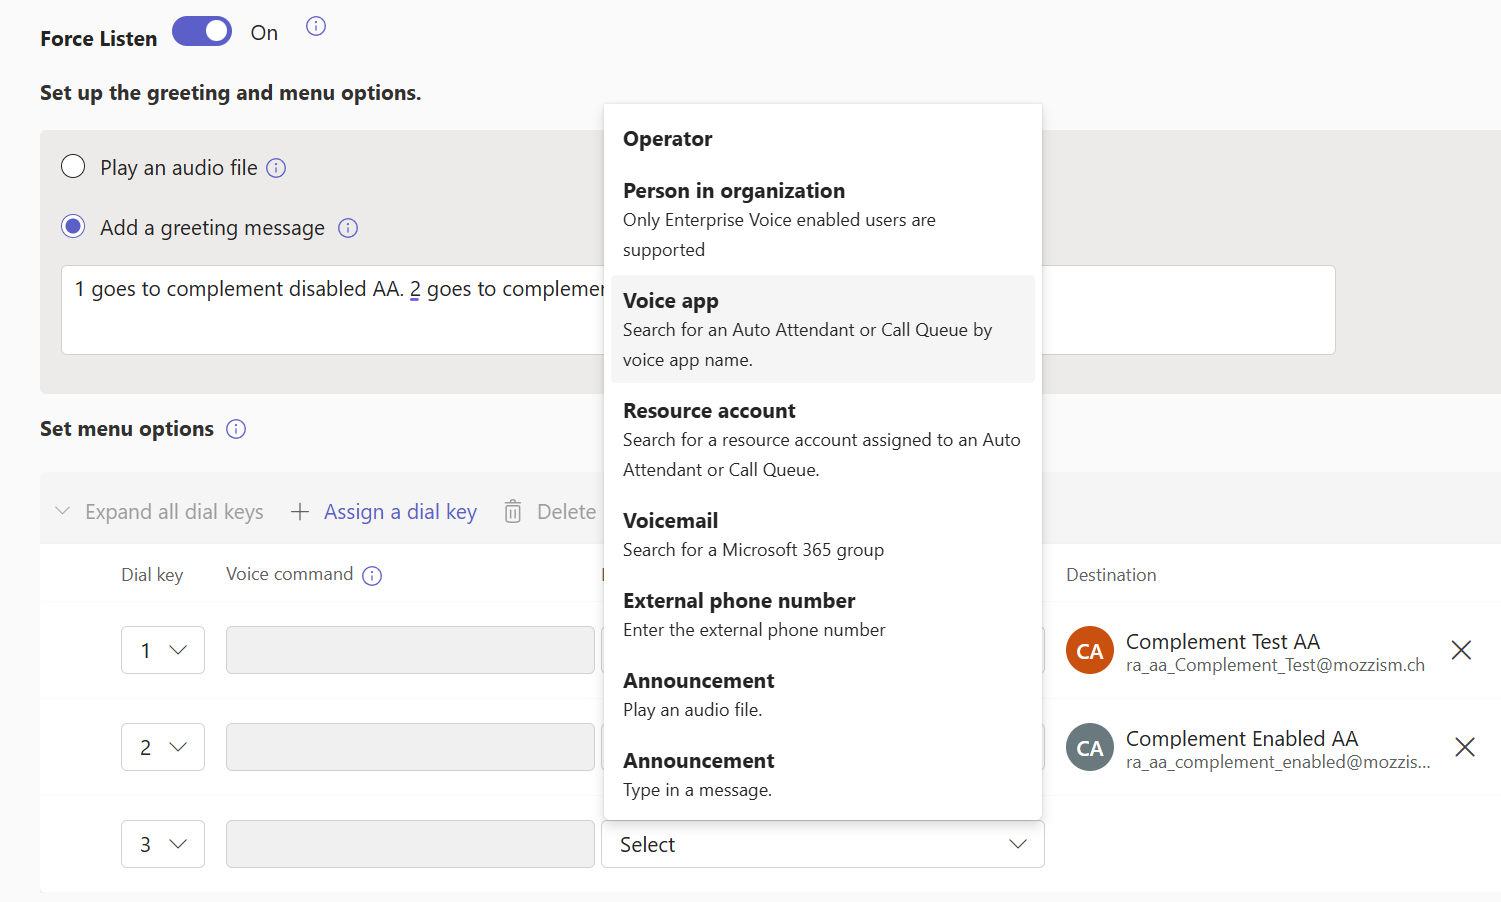 Force Listen On
Set up the greeting and menu options.
Play an audio file
Add a greeting message
1 goes to complement disabled AA. 2 goes to complemen
Operator
Person in organization
Only Enterprise Voice enabled users are
supported
Voice app
Search for an Auto Attendant or Call Queue by
voice app name.
Resource account
Search for a resource account assigned to an Auto
Attendant or Call Queue.
Voicemail
Search for a Microsoft 365 group
External phone number
Enter the external phone number
Announcement
Play an audio file.
Announcement
Type in a message.
Set menu options
Expand all dial keys Assign a dial key Delete
Dial key Voice command Destination
1 CA Complement Test AA
ra_aa_Complement_Test@mozzism.ch
2 CA Complement Enabled AA
ra_aa_complement_enabled@mozzis...
3 Select